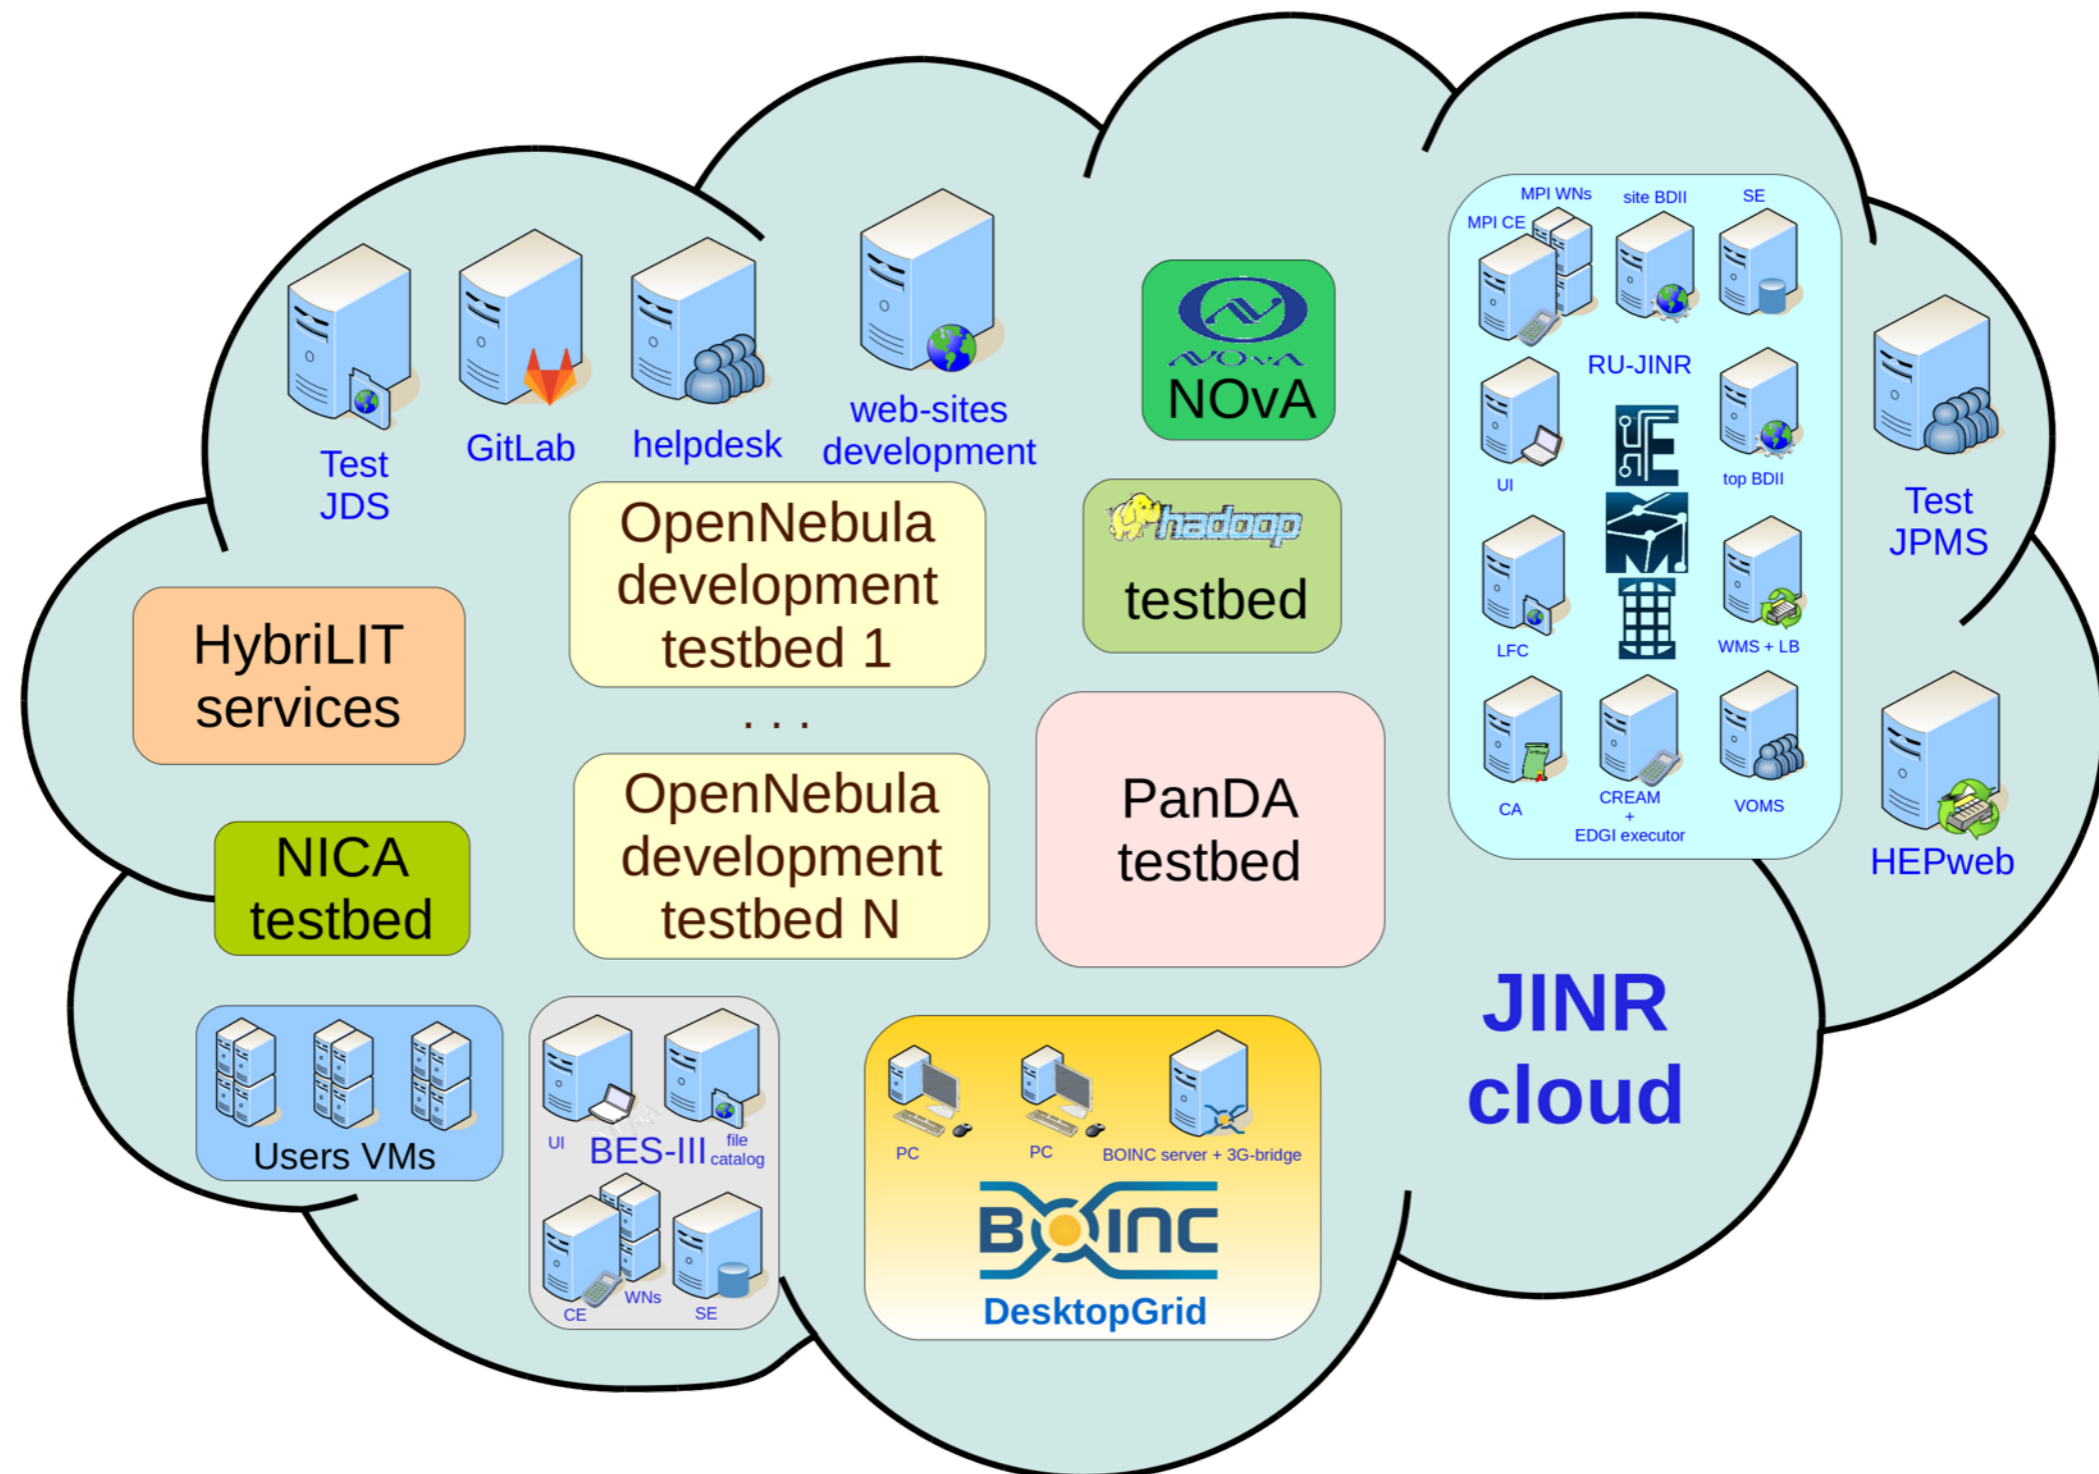 MPI WNs
site BDII
SE
MPI CE
RU-JINR
UI
top BDII
LFC
WMS + LB
CA
CREAM
+
EDGI executor
VOMS
Test
JDS
GitLab
helpdesk
web-sites
development
NOvA
NOvA
Test
JPMS
HEPweb
OpenNebula
development
testbed 1
. . .
OpenNebula
development
testbed N
hadoop
testbed
HybriLIT
services
NICA
testbed
PanDA
testbed
JINR
cloud
Users VMs
UI
BES-III
file
catalog
CE
WNs
SE
PC
PC
BOINC server + 3G-bridge
BOINC
DesktopGrid